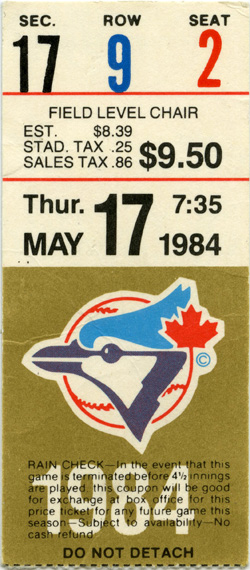 SEC. ROW SEAT
17 9 2
FIELD LEVEL CHAIR
EST. $8.39
STAD. TAX .25
SALES TAX .86 $9.50
Thur. 17 7:35
MAY 1984
©
1984
RAIN CHECK—In the event that this
game is terminated before 4½ innings
are played, this coupon will be good
for exchange at box office for this
price ticket for any future game this
season—Subject to availability—No
cash refund.
DO NOT DETACH